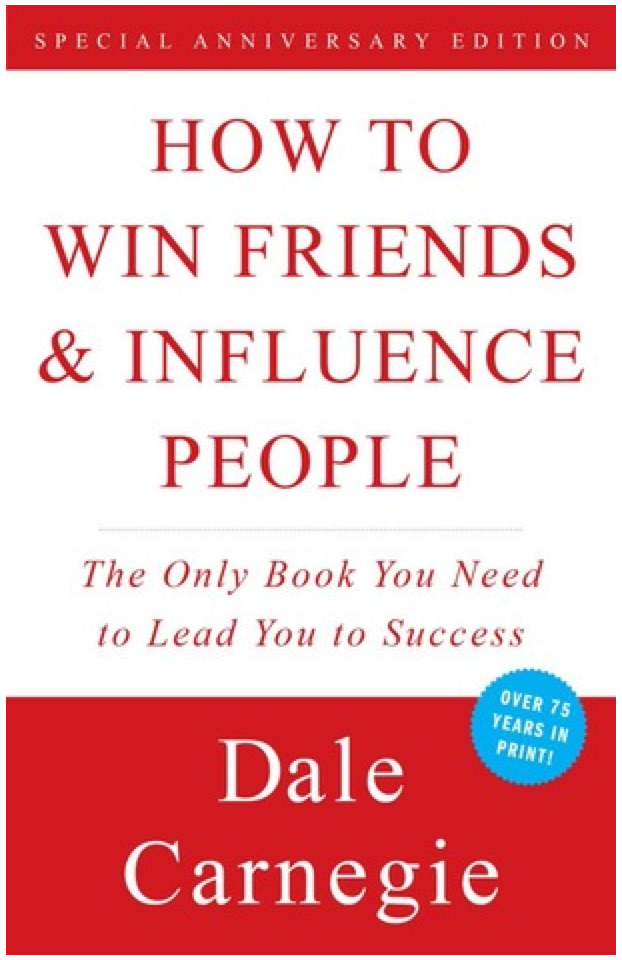 SPECIAL ANNIVERSARY EDITION
HOW TO
WIN FRIENDS
& INFLUENCE
PEOPLE
The Only Book You Need
to Lead You to Success
OVER 75
YEARS IN
PRINT!
Dale
Carnegie